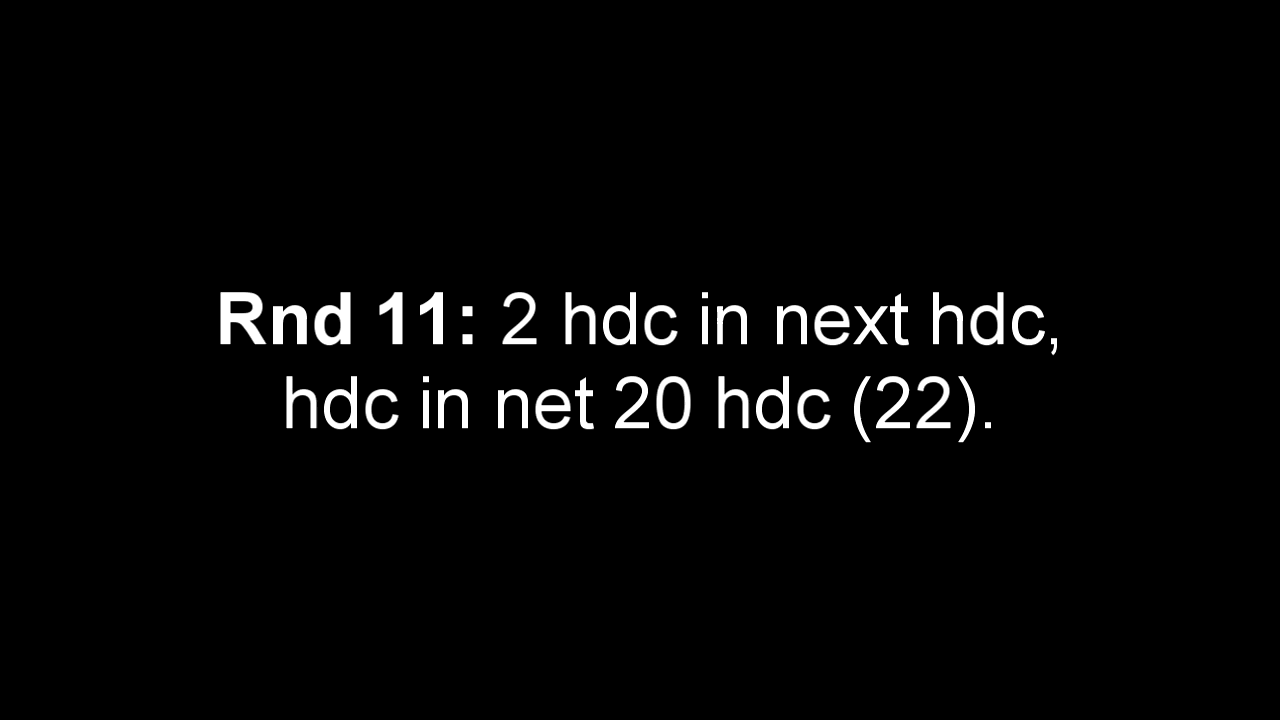 Rnd 11: 2 hdc in next hdc,
hdc in net 20 hdc (22).